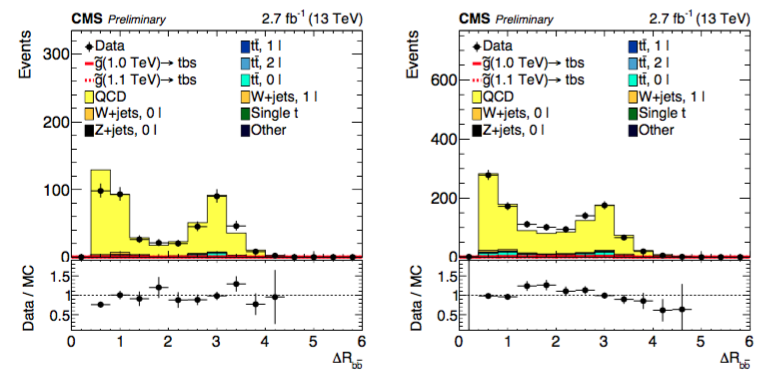 CMS Preliminary 2.7 fb⁻¹ (13 TeV)
Events
300
200
100
0
Data
g̃(1.0 TeV)→ tbs
g̃(1.1 TeV)→ tbs
QCD
W+jets, 0 l
Z+jets, 0 l
tt̄, 1 l
tt̄, 2 l
tt̄, 0 l
W+jets, 1 l
Single t
Other
Data / MC
1.5
1
0.5
0 1 2 3 4 5 6
ΔR_bb̄
CMS Preliminary 2.7 fb⁻¹ (13 TeV)
Events
600
400
200
0
Data
g̃(1.0 TeV)→ tbs
g̃(1.1 TeV)→ tbs
QCD
W+jets, 0 l
Z+jets, 0 l
tt̄, 1 l
tt̄, 2 l
tt̄, 0 l
W+jets, 1 l
Single t
Other
Data / MC
1.5
1
0.5
0 1 2 3 4 5 6
ΔR_bb̄